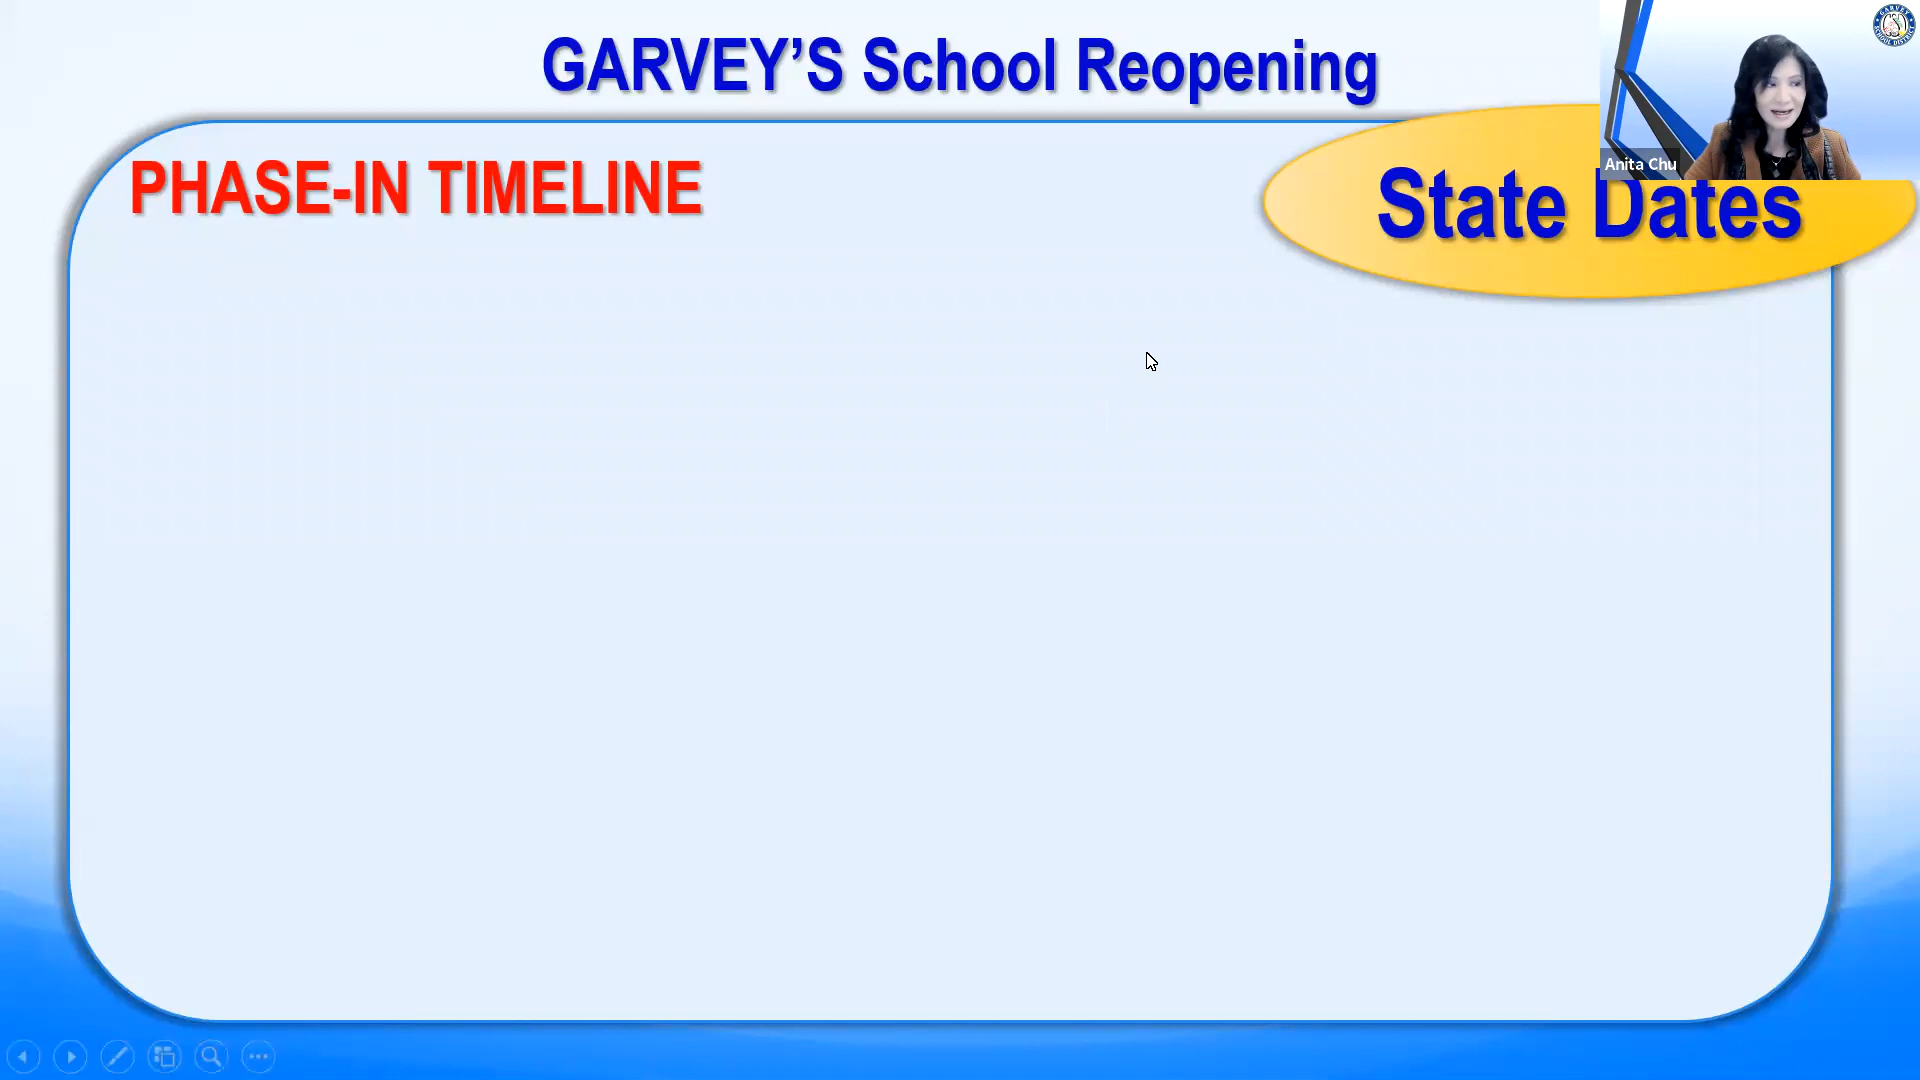 GARVEY’S School Reopening
PHASE-IN TIMELINE
State Dates
Anita Chu